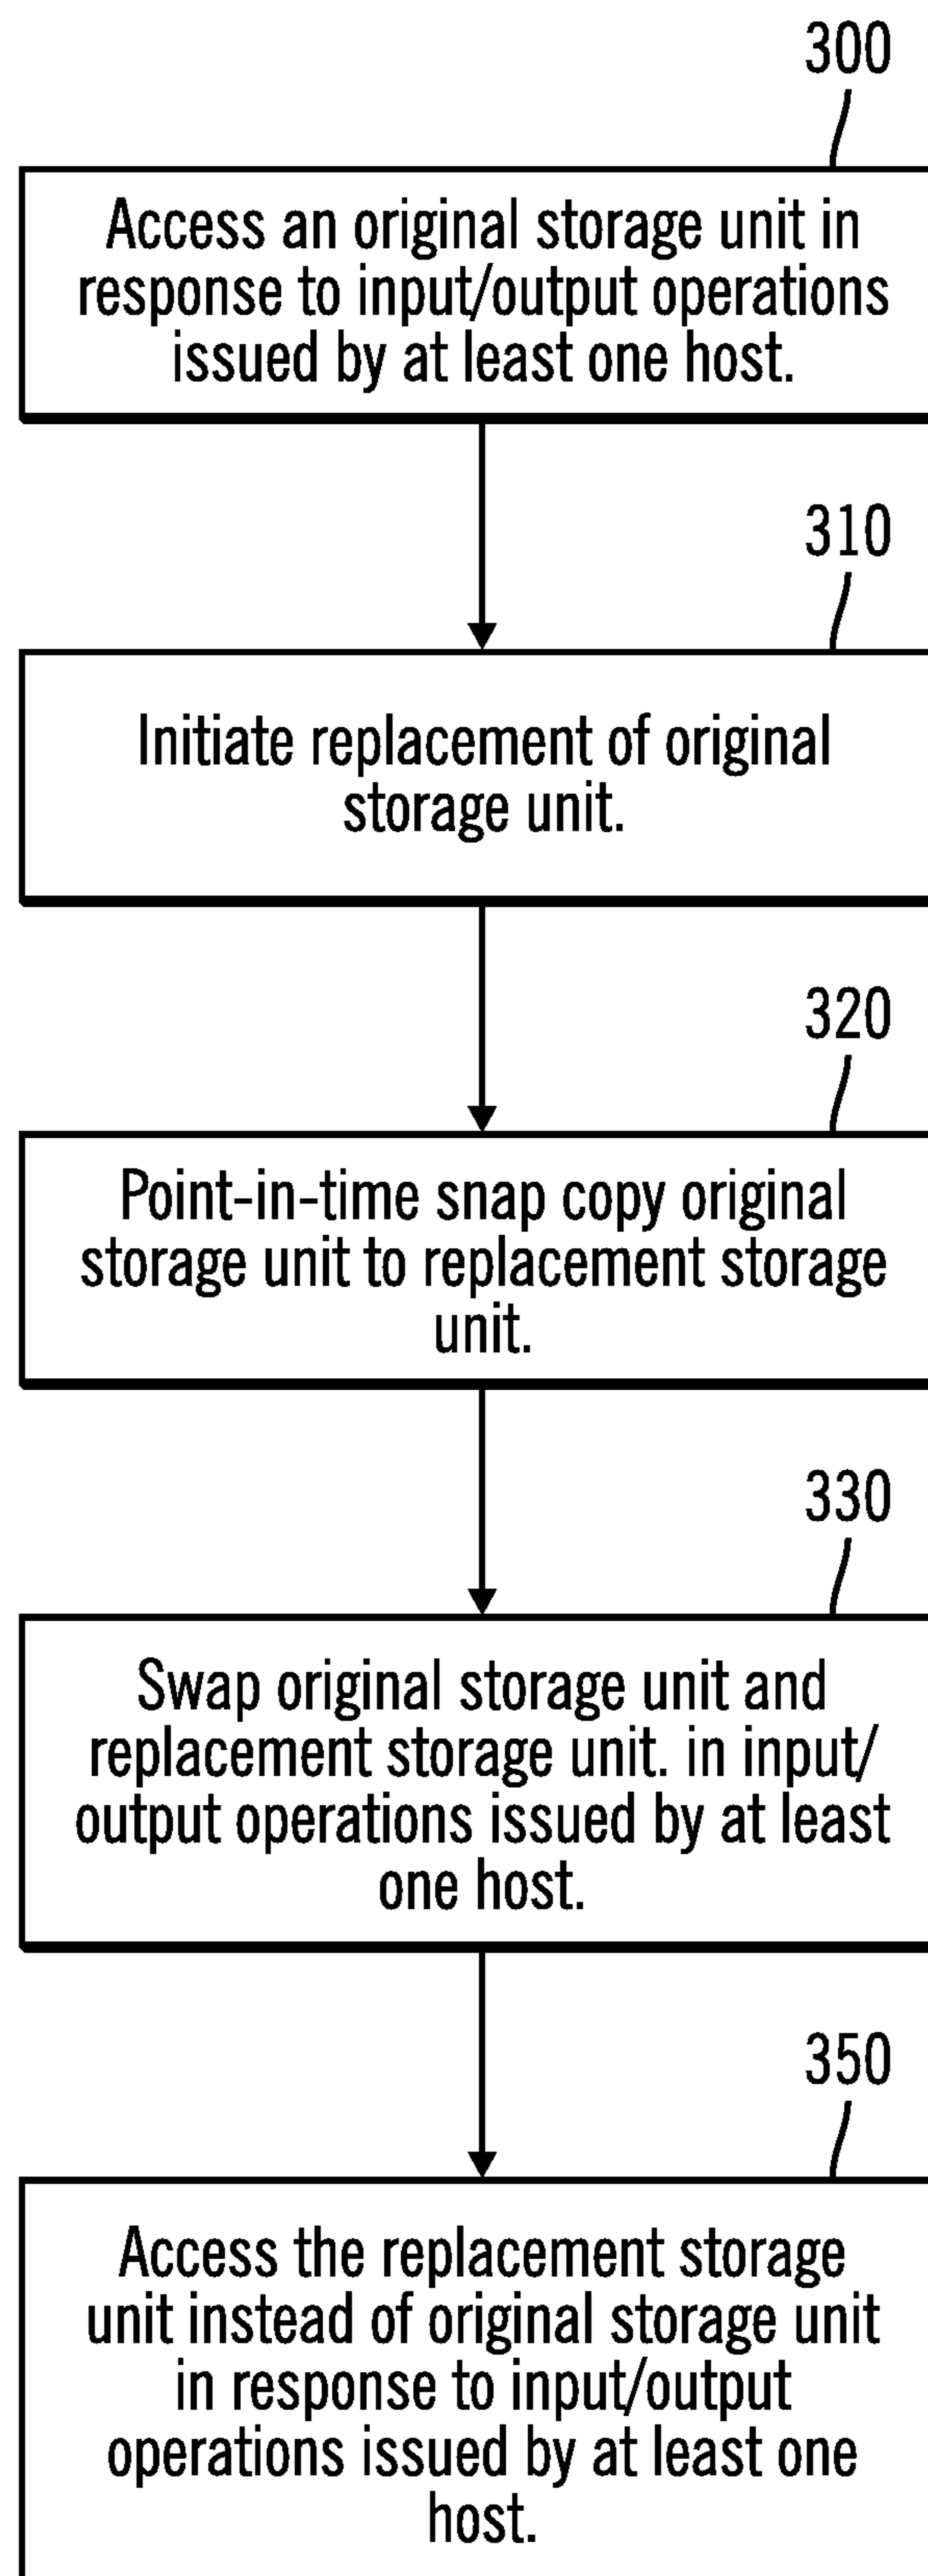 300
Access an original storage unit in
response to input/output operations
issued by at least one host.
310
Initiate replacement of original
storage unit.
320
Point-in-time snap copy original
storage unit to replacement storage
unit.
330
Swap original storage unit and
replacement storage unit. in input/
output operations issued by at least
one host.
350
Access the replacement storage
unit instead of original storage unit
in response to input/output
operations issued by at least one
host.